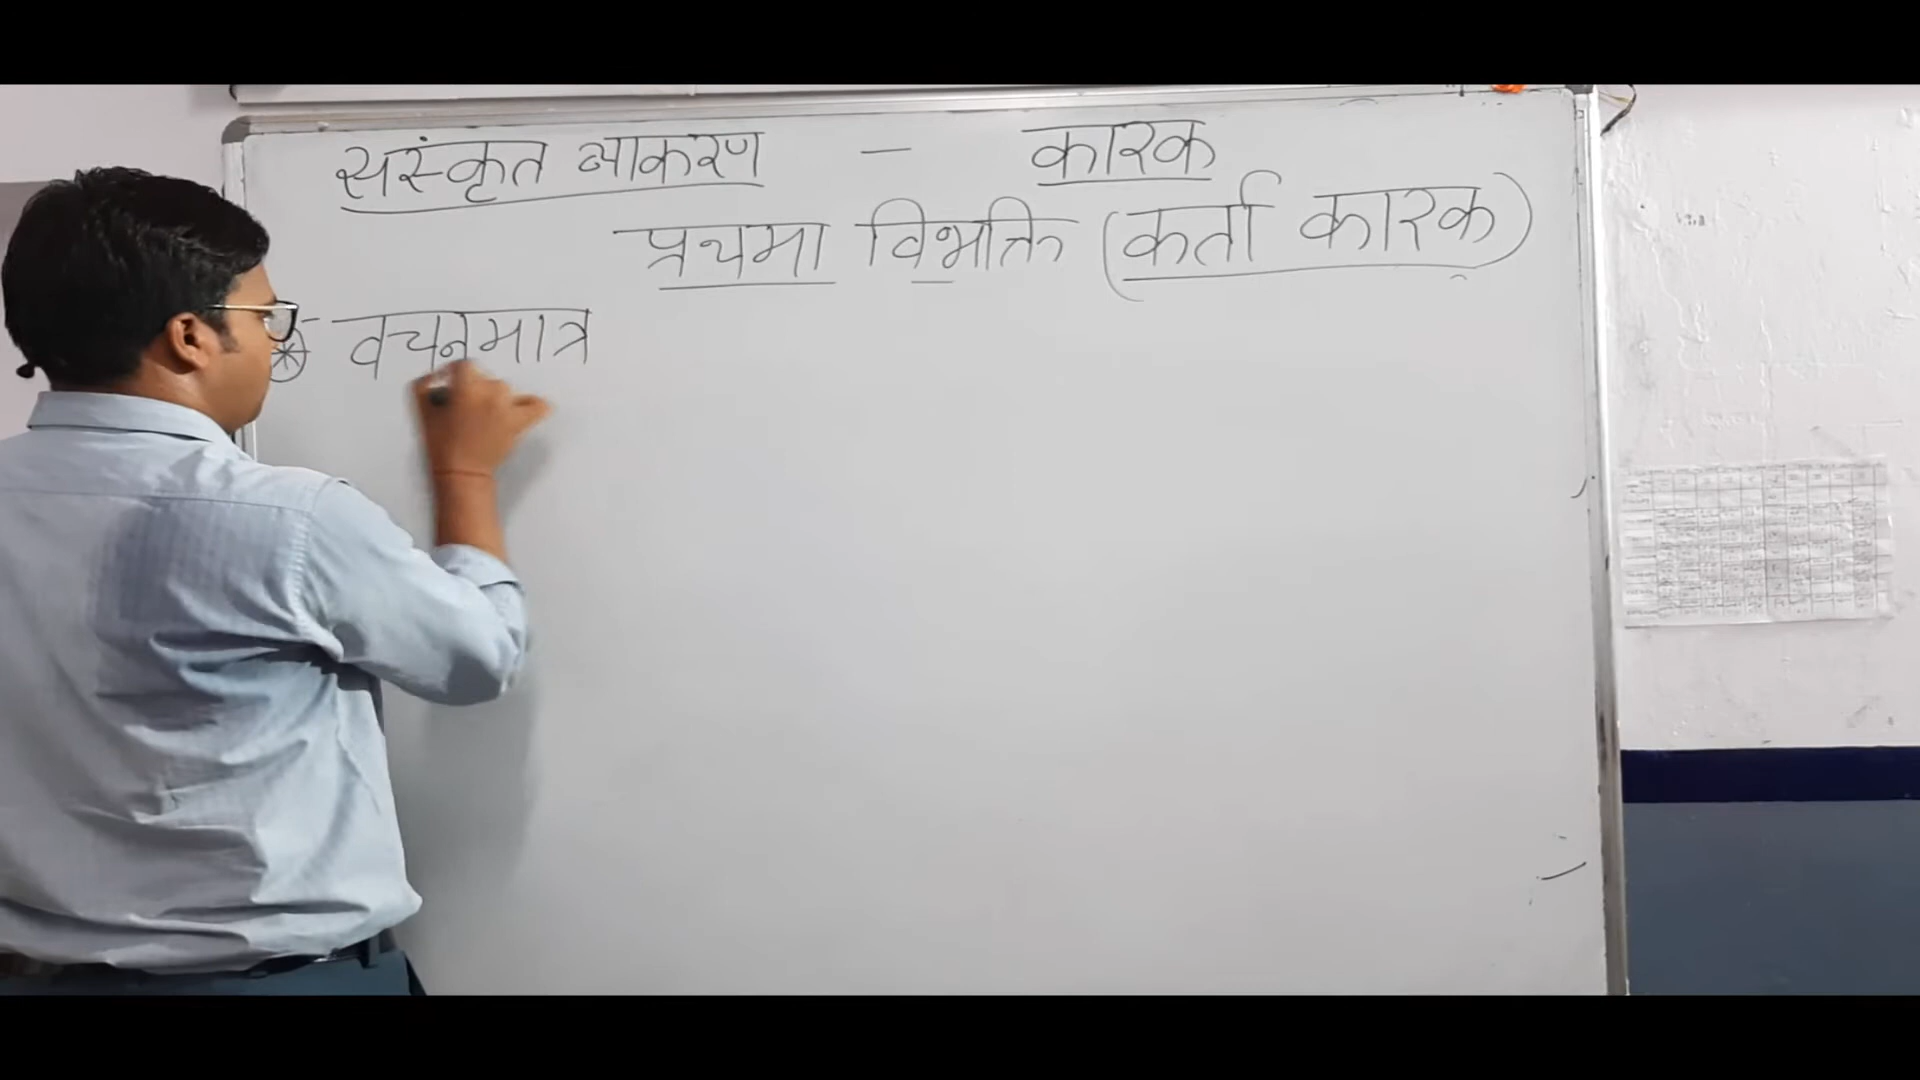 संस्कृत व्याकरण - कारक
प्रथमा विभक्ति (कर्ता कारक)
वचनमात्र